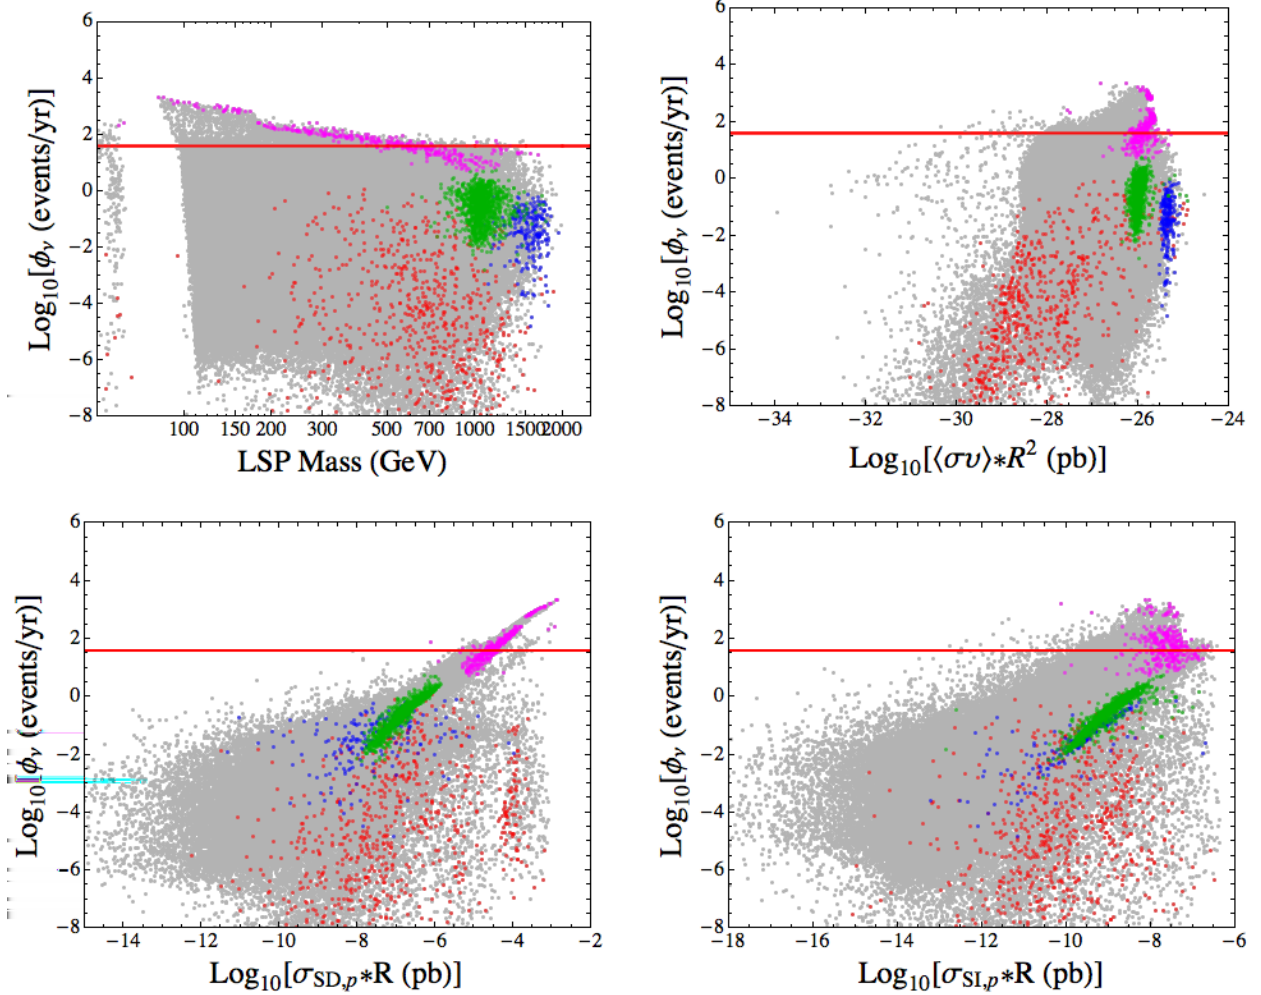 6
4
2
0
−2
−4
−6
−8
Log10[ϕν (events/yr)]
100 150 200 300 500 700 1000 1500 2000
LSP Mass (GeV)
6
4
2
0
−2
−4
−6
−8
Log10[ϕν (events/yr)]
−34 −32 −30 −28 −26 −24
Log10[⟨συ⟩∗R² (pb)]
6
4
2
0
−2
−4
−6
−8
Log10[ϕν (events/yr)]
−14 −12 −10 −8 −6 −4 −2
Log10[σSD,p∗R (pb)]
6
4
2
0
−2
−4
−6
−8
Log10[ϕν (events/yr)]
−18 −16 −14 −12 −10 −8 −6
Log10[σSI,p∗R (pb)]